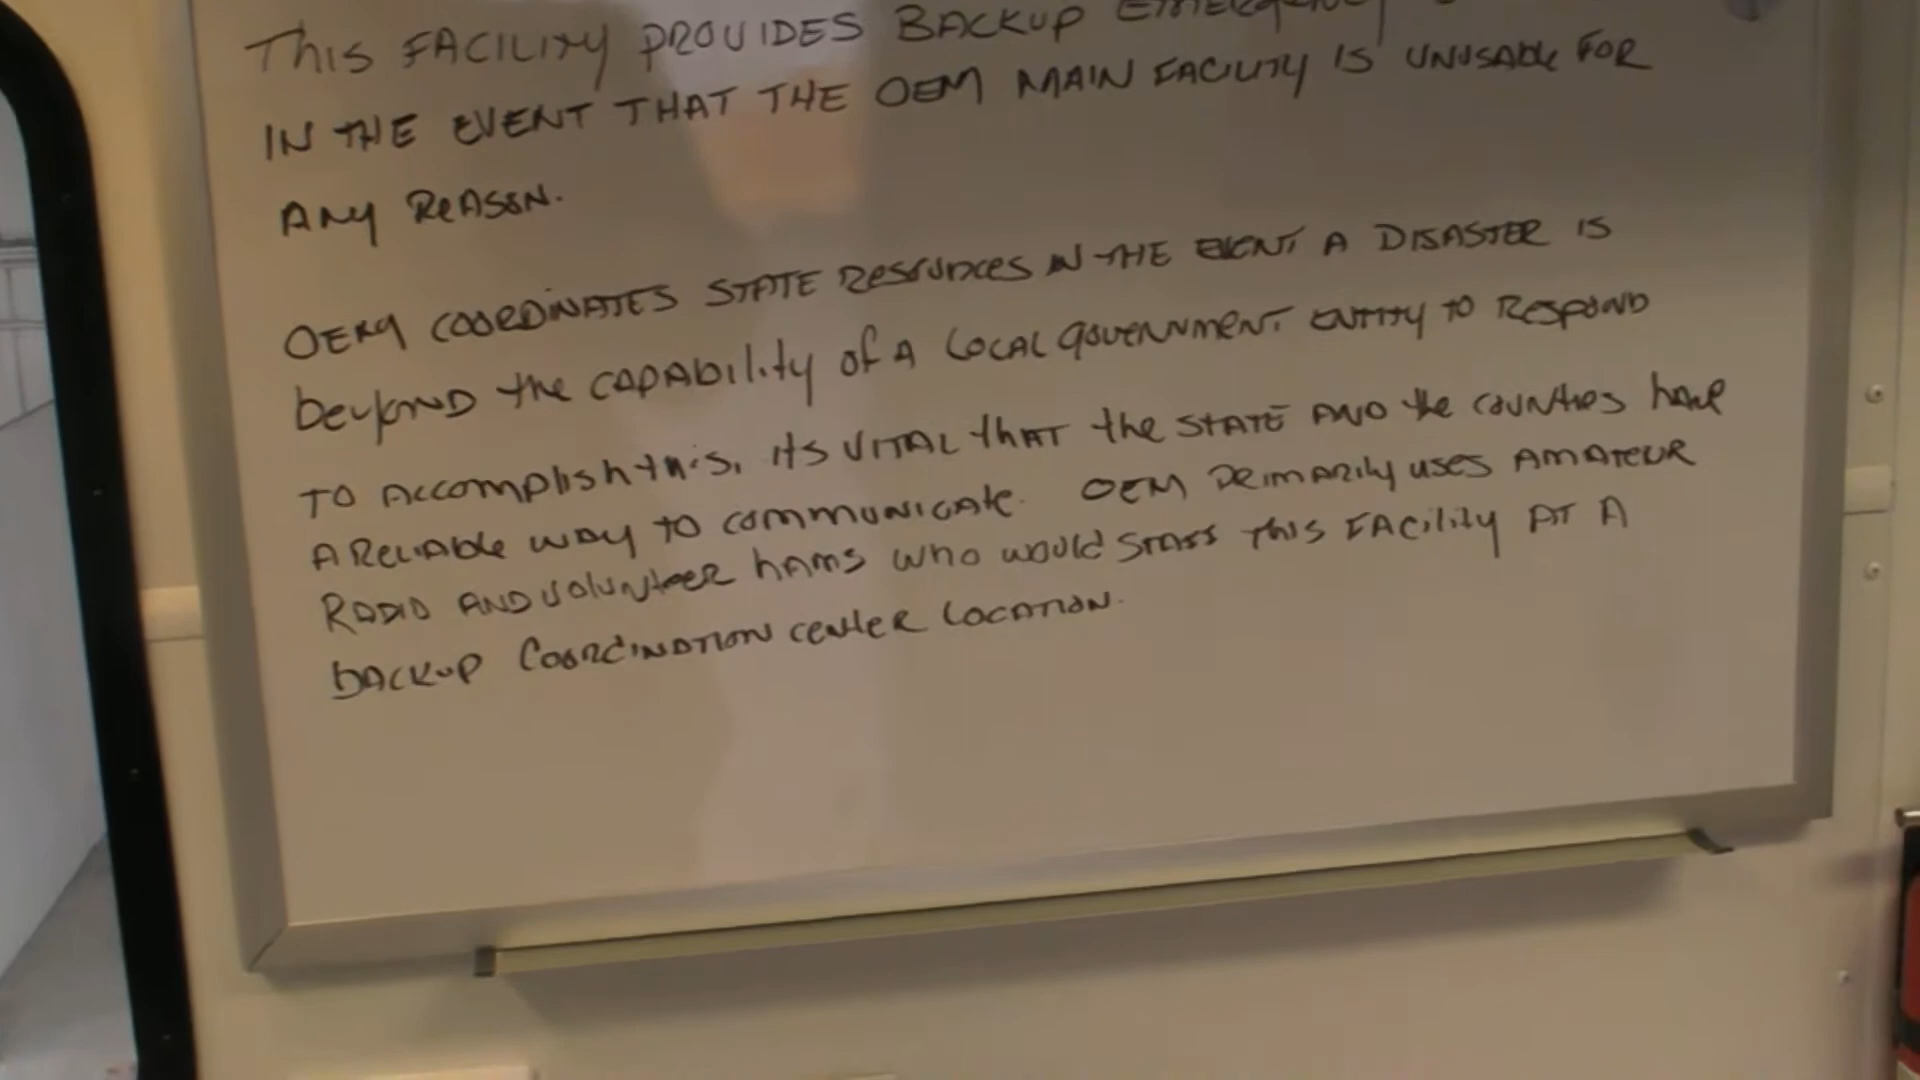 THIS FACILITY PROVIDES BACKUP EMERGENCY
IN THE EVENT THAT THE OEM MAIN FACILITY IS UNUSABLE FOR
ANY REASON.
COORDINATES STATE RESOURCES IN THE EVENT A DISASTER IS
beyOND the CAPAbility of A LOCAL GOVERNMENT ENTITY TO RESPOND
TO ACCOMPlish this, its VITAL that the STATE AND the COUNTIES have
A RELIABLE WAY TO COMMUNICATE. OEM PRIMARILY USES AMATEUR
RADIO AND VOLUNTEER hAMS WHO WOULD STAFF THIS FACILITY AT A
BACKUP COORDINATION CENTER LOCATION.